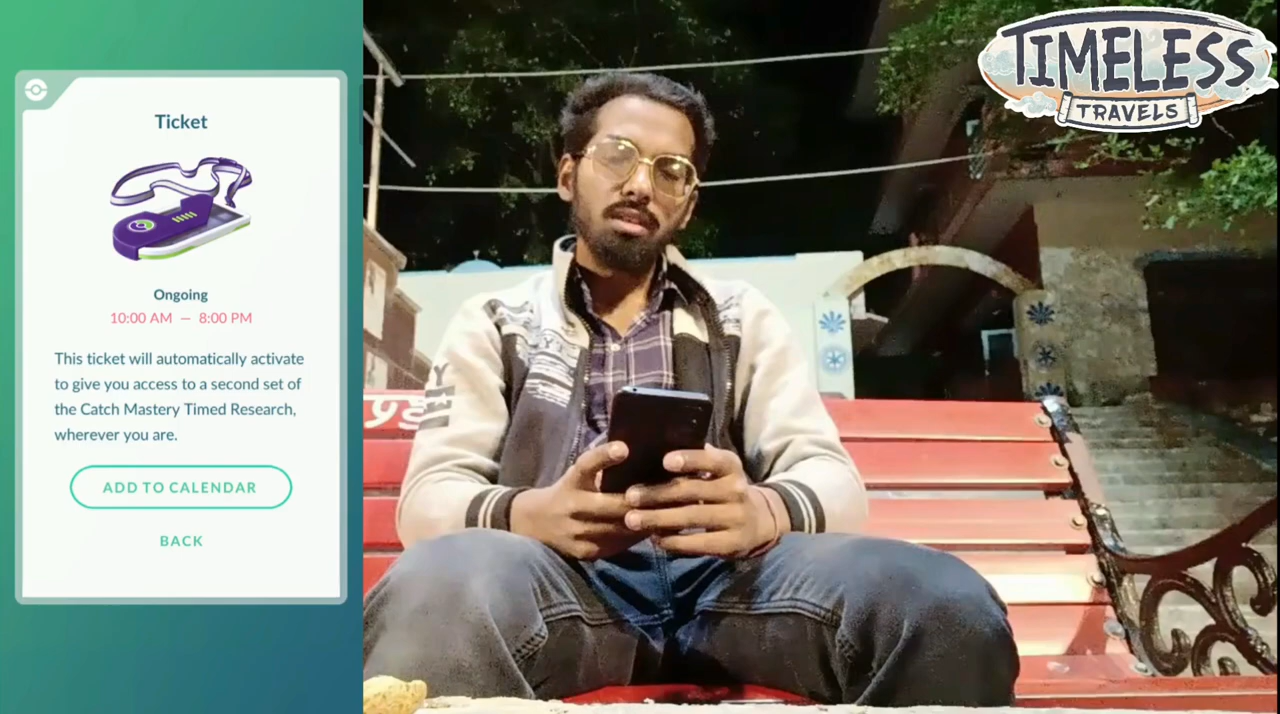 Ticket
Ongoing
10:00 AM — 8:00 PM
This ticket will automatically activate
to give you access to a second set of
the Catch Mastery Timed Research,
wherever you are.
ADD TO CALENDAR
BACK
TIMELESS
TRAVELS